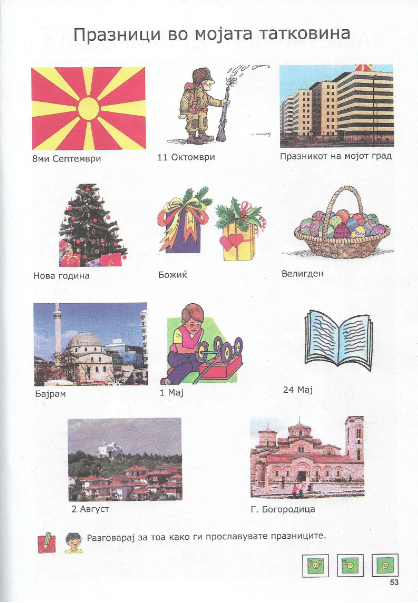 Празници во мојата татковина
8ми Септември
11 Октомври
Празникот на мојот град
Нова година
Божиќ
Велигден
Бајрам
1 Мај
24 Мај
2 Август
Г. Богородица
Разговарај за тоа како ги прославувате празниците.
53